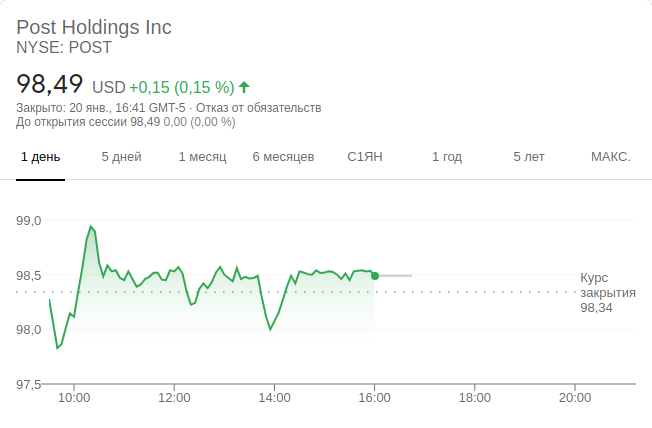 Post Holdings Inc
NYSE: POST
98,49 USD +0,15 (0,15 %)
Закрыто: 20 янв., 16:41 GMT-5 · Отказ от обязательств
До открытия сессии 98,49 0,00 (0,00 %)
1 день 5 дней 1 месяц 6 месяцев С1ЯН 1 год 5 лет МАКС.
99,0
98,5
98,0
97,5
Курс
закрытия
98,34
10:00 12:00 14:00 16:00 18:00 20:00